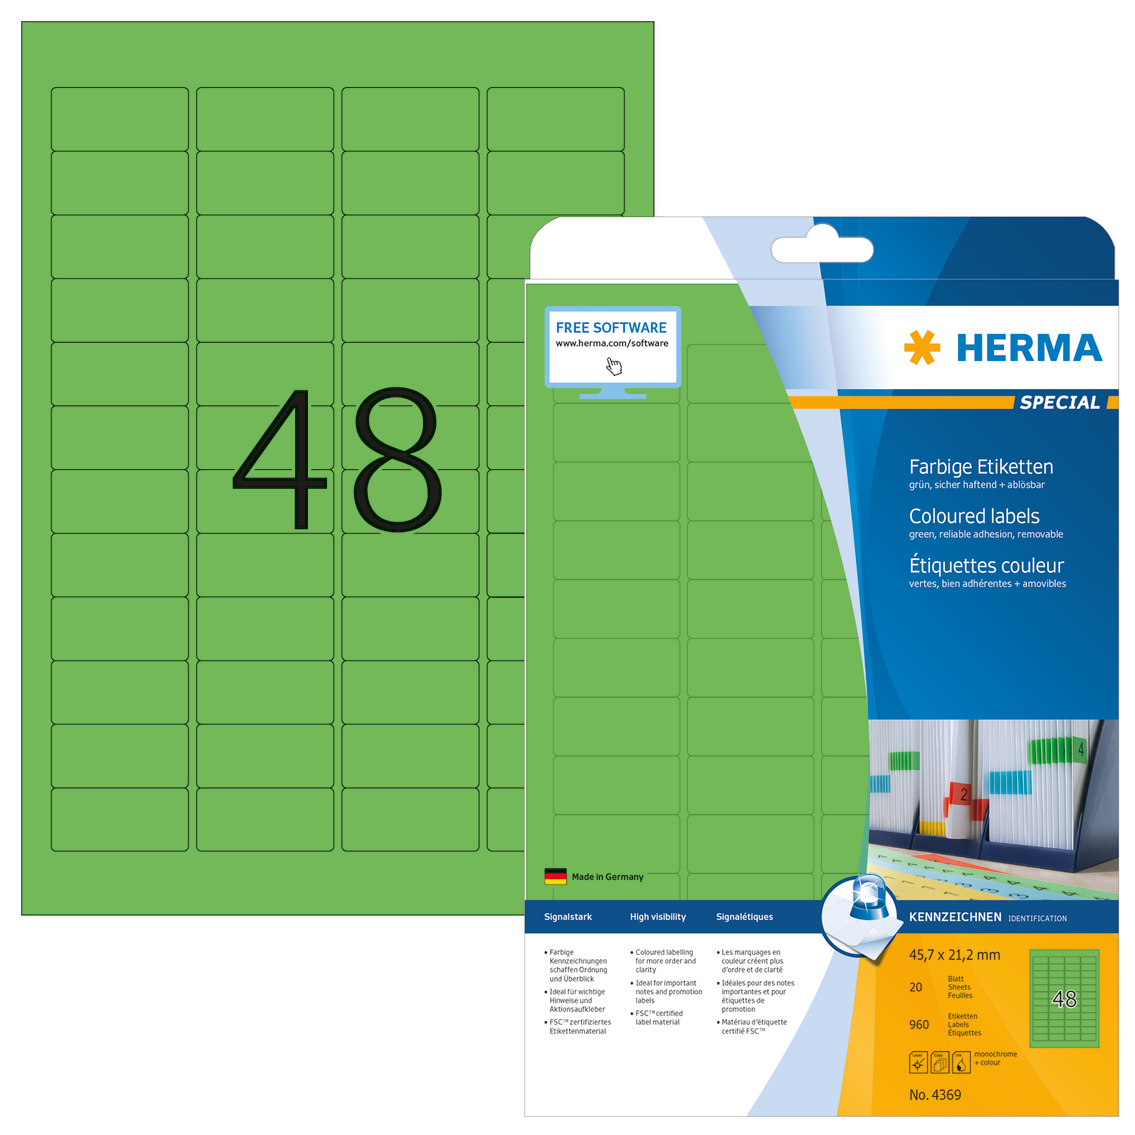 48
FREE SOFTWARE
www.herma.com/software
HERMA
SPECIAL
Farbige Etiketten
grün, sicher haftend + ablösbar
Coloured labels
green, reliable adhesion, removable
Étiquettes couleur
vertes, bien adhérentes + amovibles
4
2
Made in Germany
Signalstark
High visibility
Signalétiques
KENNZEICHNEN IDENTIFICATION
• Farbige
Kennzeichnungen
schaffen Ordnung
und Überblick
• Ideal für wichtige
Hinweise und
Aktionsaufkleber
• FSC™ zertifiziertes
Etikettenmaterial
• Coloured labelling
for more order and
clarity
• Ideal for important
notes and promotion
labels
• FSC™ certified
label material
• Les marquages en
couleur créent plus
d'ordre et de clarté
• Idéales pour des notes
importantes et pour
étiquettes de
promotion
• Matériau d'étiquette
certifié FSC™
45,7 x 21,2 mm
20
Blatt
Sheets
Feuilles
960
Etiketten
Labels
Étiquettes
48
Laser
Copy
Ink
monochrome
+ colour
No. 4369